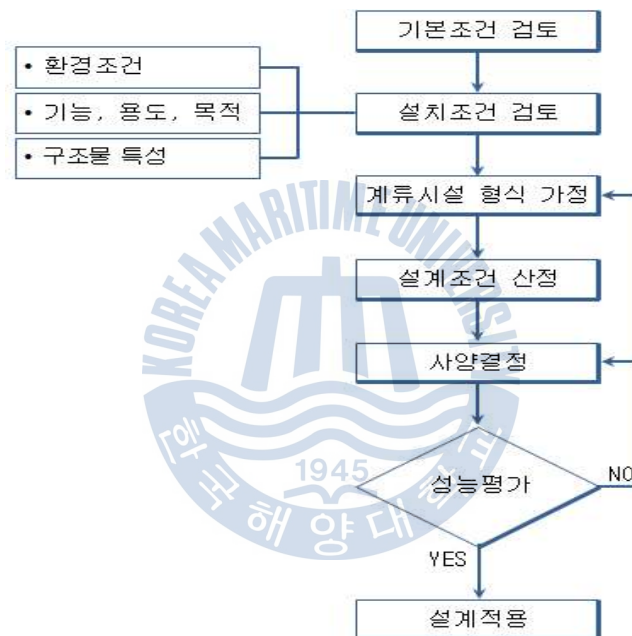 기본조건 검토
• 환경조건
• 기능, 용도, 목적
• 구조물 특성
설치조건 검토
계류시설 형식 가정
설계조건 산정
사양결정
성능평가
NO
YES
설계적용
KOREA MARITIME UNIVERSITY
1945
한국해양대학교